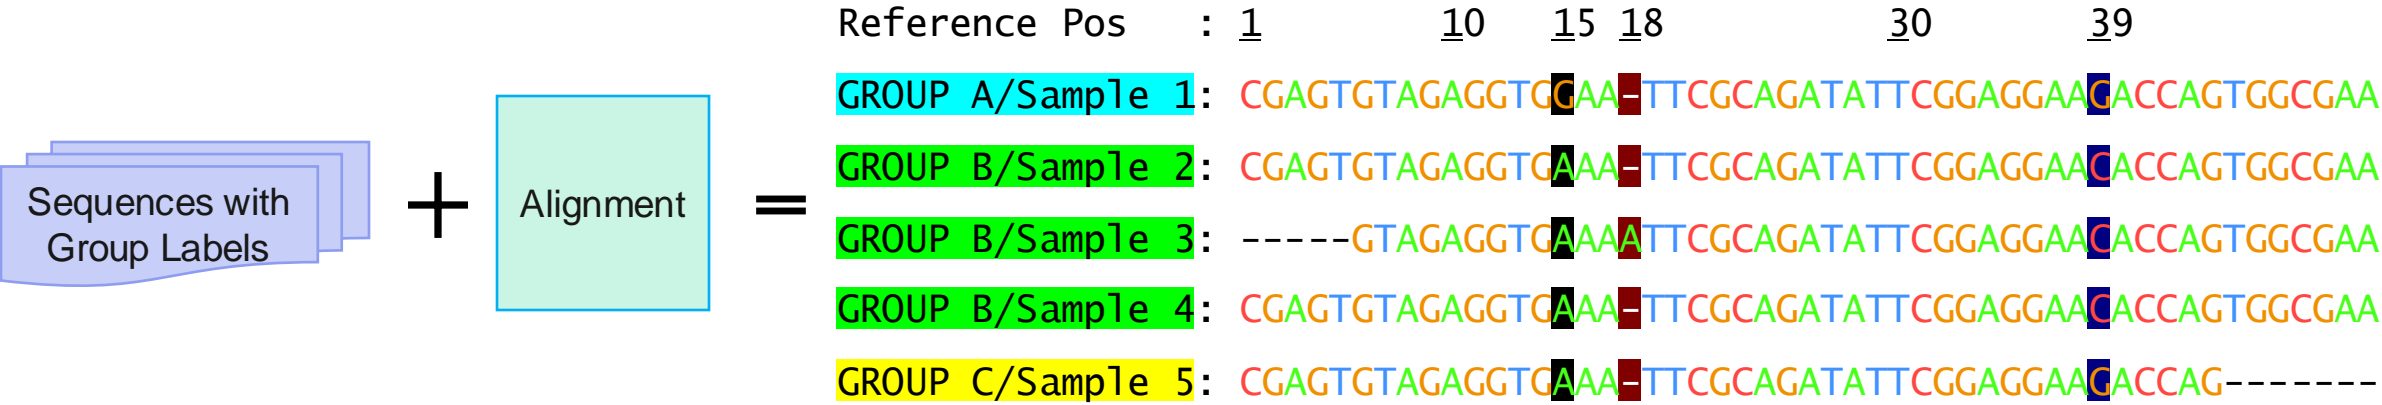 Reference Pos : 1 10 15 18 30 39
GROUP A/Sample 1: CGAGTGTAGAGGTGGAA-TTCGCAGATATTCGGAGGAAGACCAGTGGCGAA
GROUP B/Sample 2: CGAGTGTAGAGGTGAAA-TTCGCAGATATTCGGAGGAACACCAGTGGCGAA
GROUP B/Sample 3: -----GTAGAGGTGAAAATTCGCAGATATTCGGAGGAACACCAGTGGCGAA
GROUP B/Sample 4: CGAGTGTAGAGGTGAAA-TTCGCAGATATTCGGAGGAACACCAGTGGCGAA
GROUP C/Sample 5: CGAGTGTAGAGGTGAAA-TTCGCAGATATTCGGAGGAAGACCAG-------
Sequences with
Group Labels
+
Alignment
=